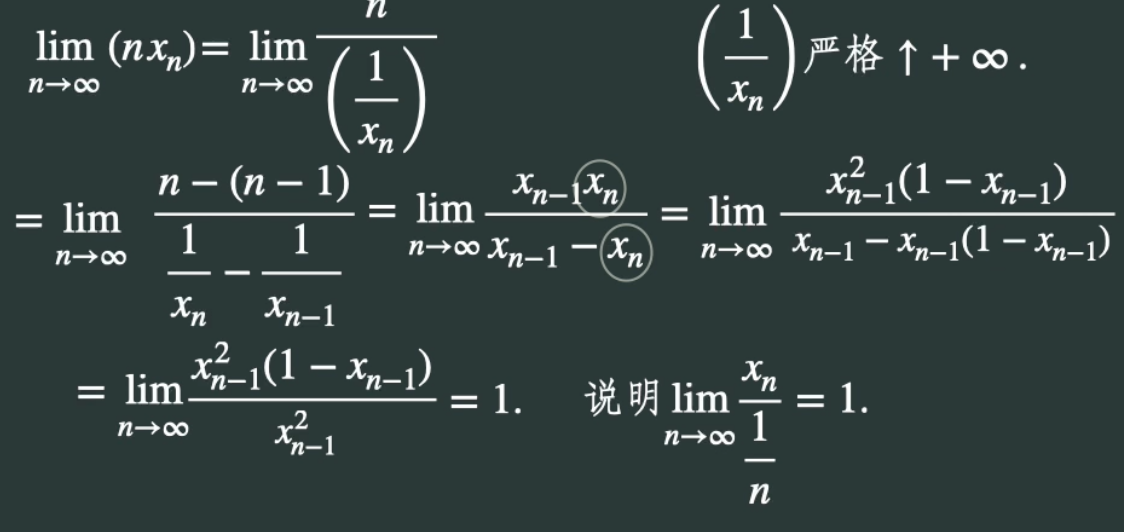 lim_{n→∞} (n x_n) = lim_{n→∞} n / (1/x_n)    (1/x_n) 严格 ↑ + ∞ .
= lim_{n→∞} (n − (n − 1)) / (1/x_n − 1/x_{n−1}) = lim_{n→∞} x_{n−1}x_n / (x_{n−1} − x_n) = lim_{n→∞} x_{n−1}^2(1 − x_{n−1}) / (x_{n−1} − x_{n−1}(1 − x_{n−1}))
= lim_{n→∞} x_{n−1}^2(1 − x_{n−1}) / x_{n−1}^2 = 1.    说明 lim_{n→∞} x_n / (1/n) = 1.